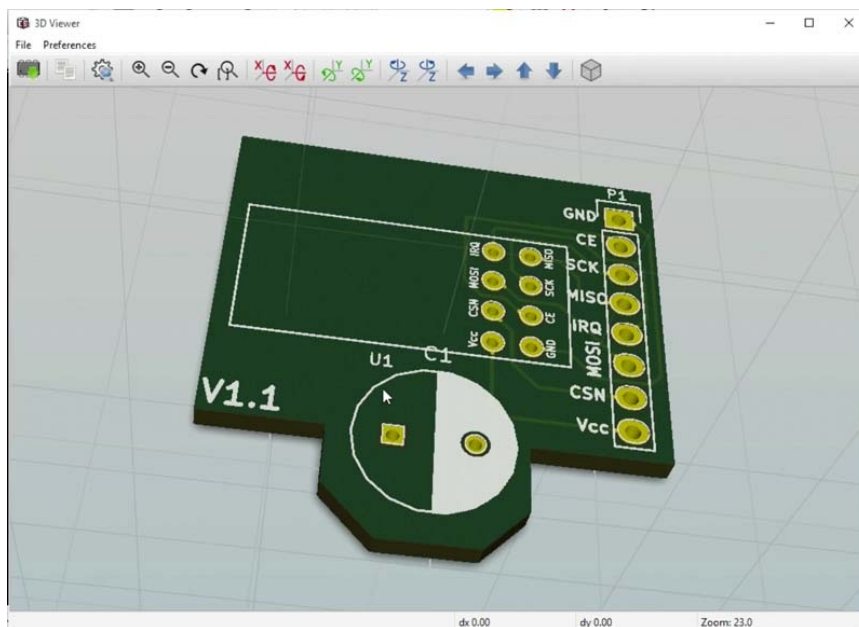 3D Viewer
File Preferences
P1
GND
CE
SCK
MISO
IRQ
MOSI
CSN
Vcc
IRQ MISO
MOSI SCK
CSN CE
Vcc GND
U1 C1
V1.1
dx 0.00 dy 0.00 Zoom: 23.0